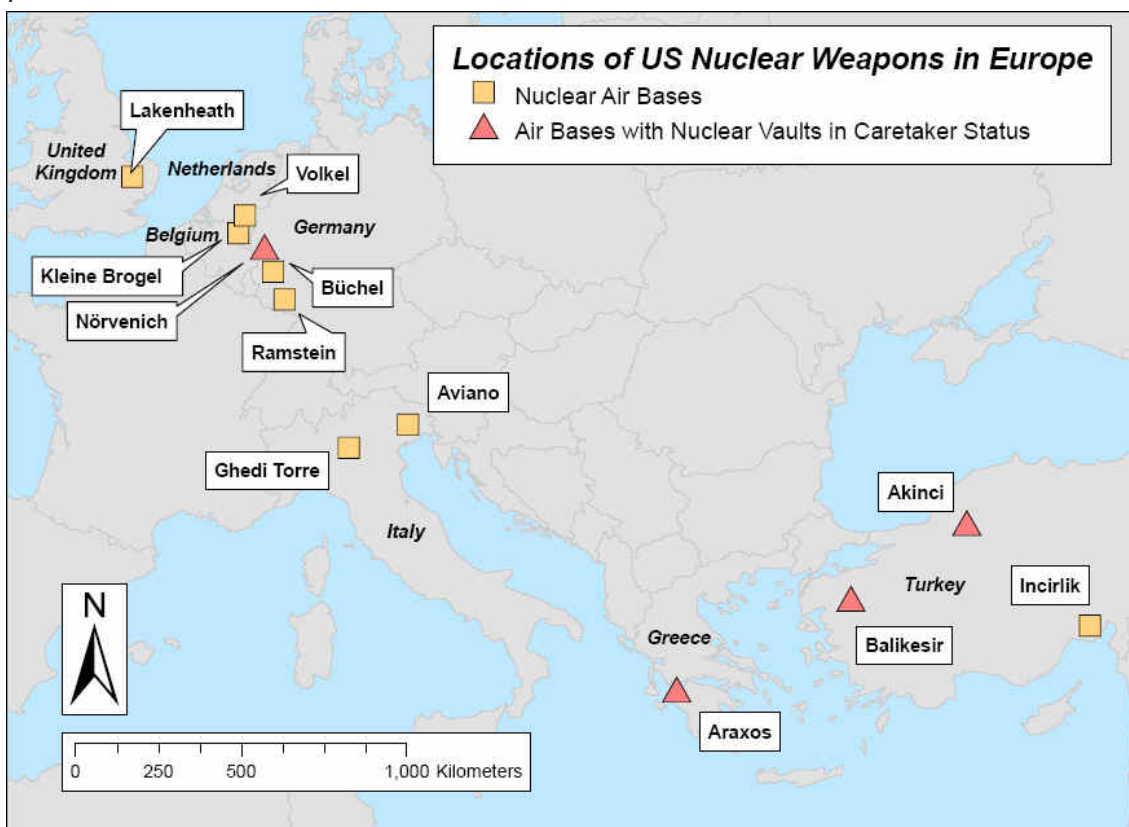 Locations of US Nuclear Weapons in Europe
Nuclear Air Bases
Air Bases with Nuclear Vaults in Caretaker Status
Lakenheath
United
Kingdom
Netherlands
Volkel
Belgium
Germany
Kleine Brogel
Büchel
Nörvenich
Ramstein
Aviano
Ghedi Torre
Akinci
Italy
Incirlik
Turkey
N
Greece
Balikesir
Araxos
0 250 500 1,000 Kilometers